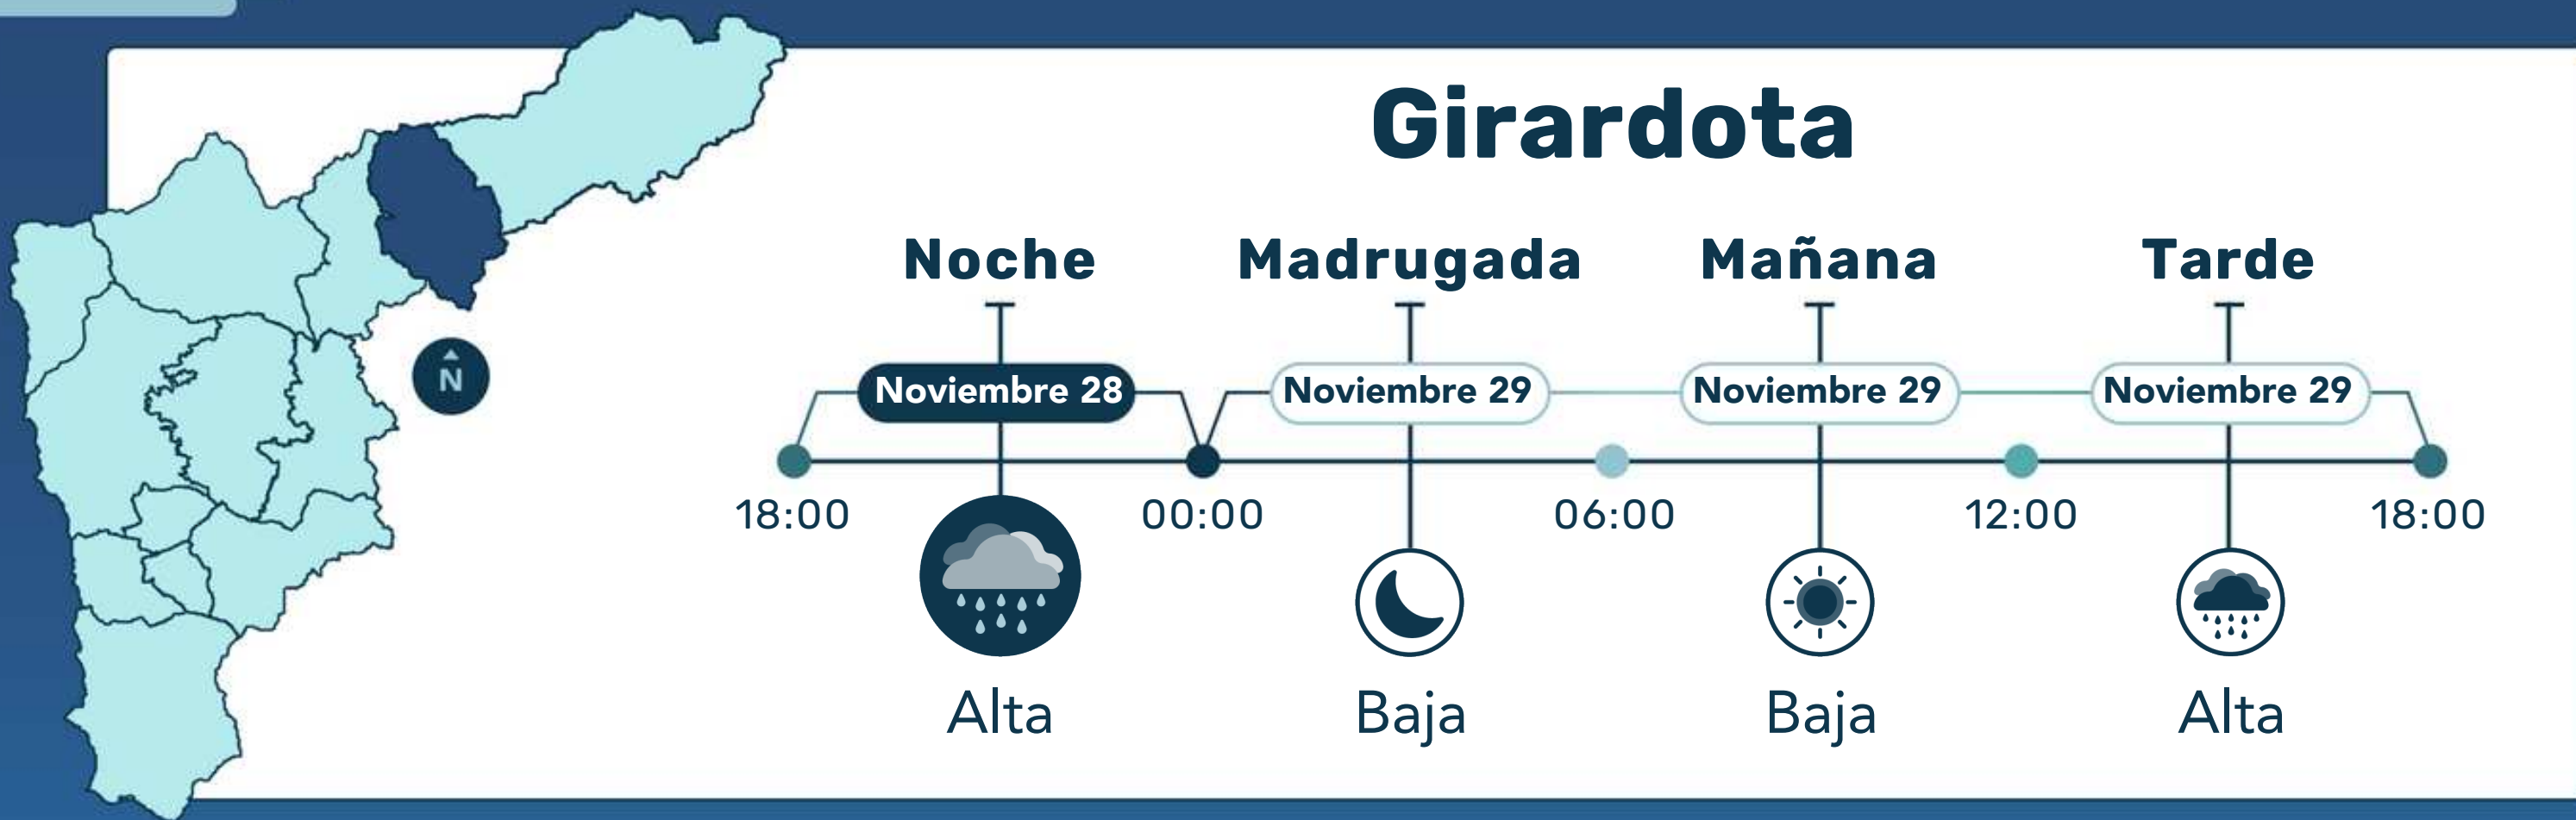 Girardota
Noche Madrugada Mañana Tarde
N
Noviembre 28 Noviembre 29 Noviembre 29 Noviembre 29
18:00 00:00 06:00 12:00 18:00
Alta Baja Baja Alta